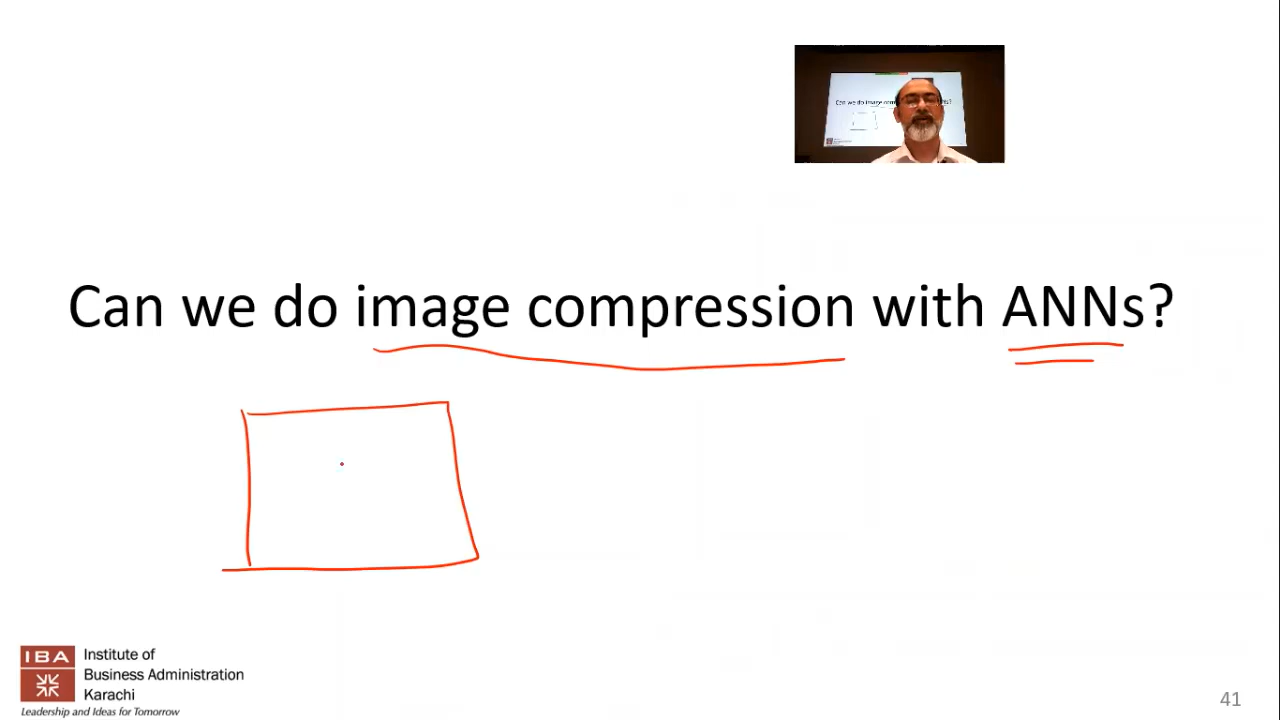 Can we do image compression with ANNs?
IBA
Institute of
Business Administration
Karachi
Leadership and Ideas for Tomorrow
41